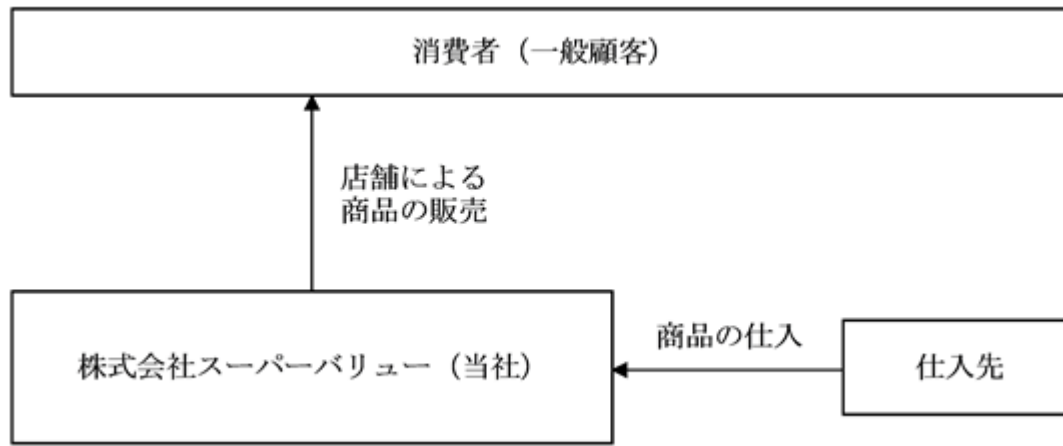 消費者（一般顧客）
店舗による
商品の販売
商品の仕入
株式会社スーパーバリュー（当社）
仕入先